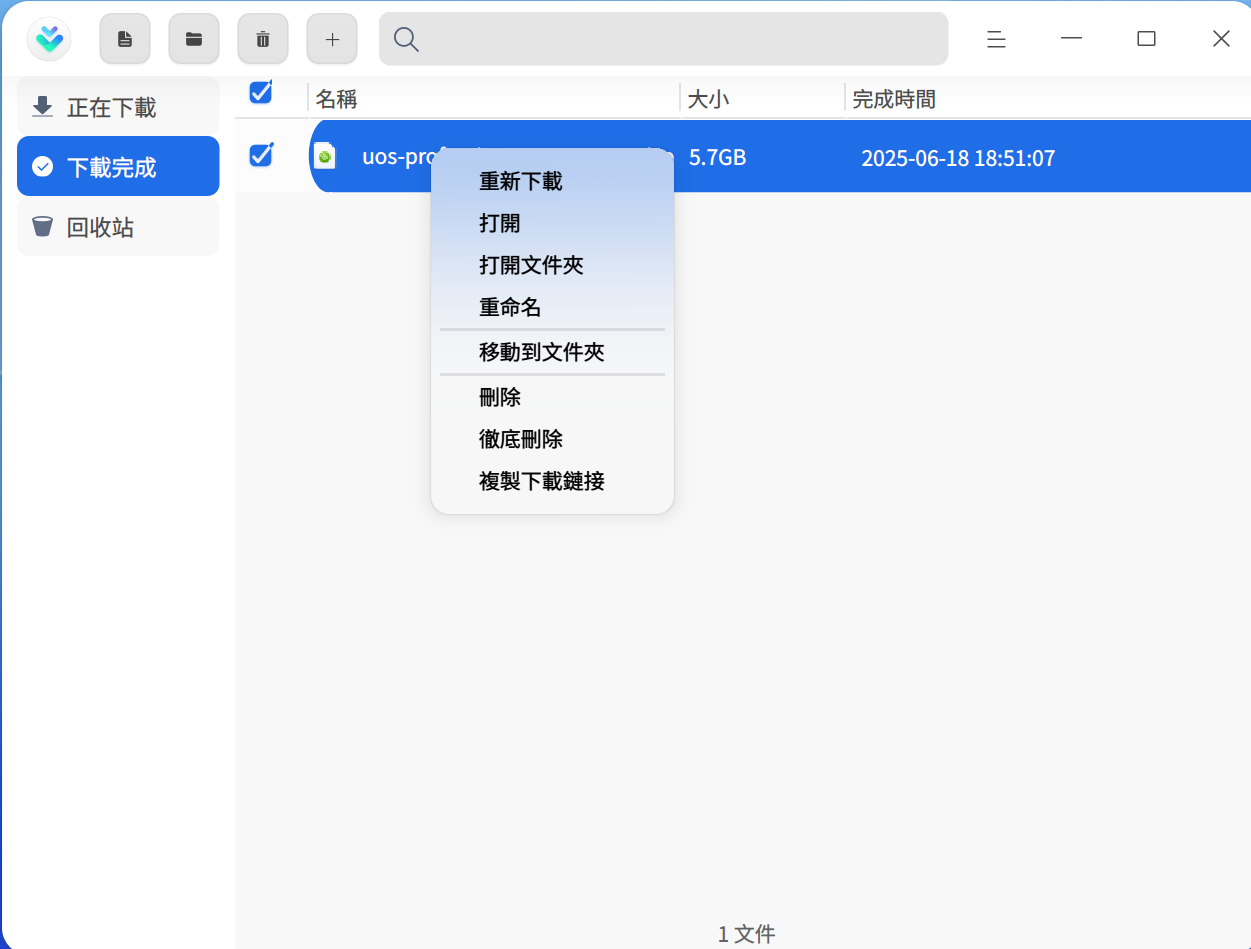 正在下載
下載完成
回收站
名稱 大小 完成時間
uos-pro 5.7GB 2025-06-18 18:51:07
重新下載
打開
打開文件夾
重命名
移動到文件夾
刪除
徹底刪除
複製下載鏈接
1 文件